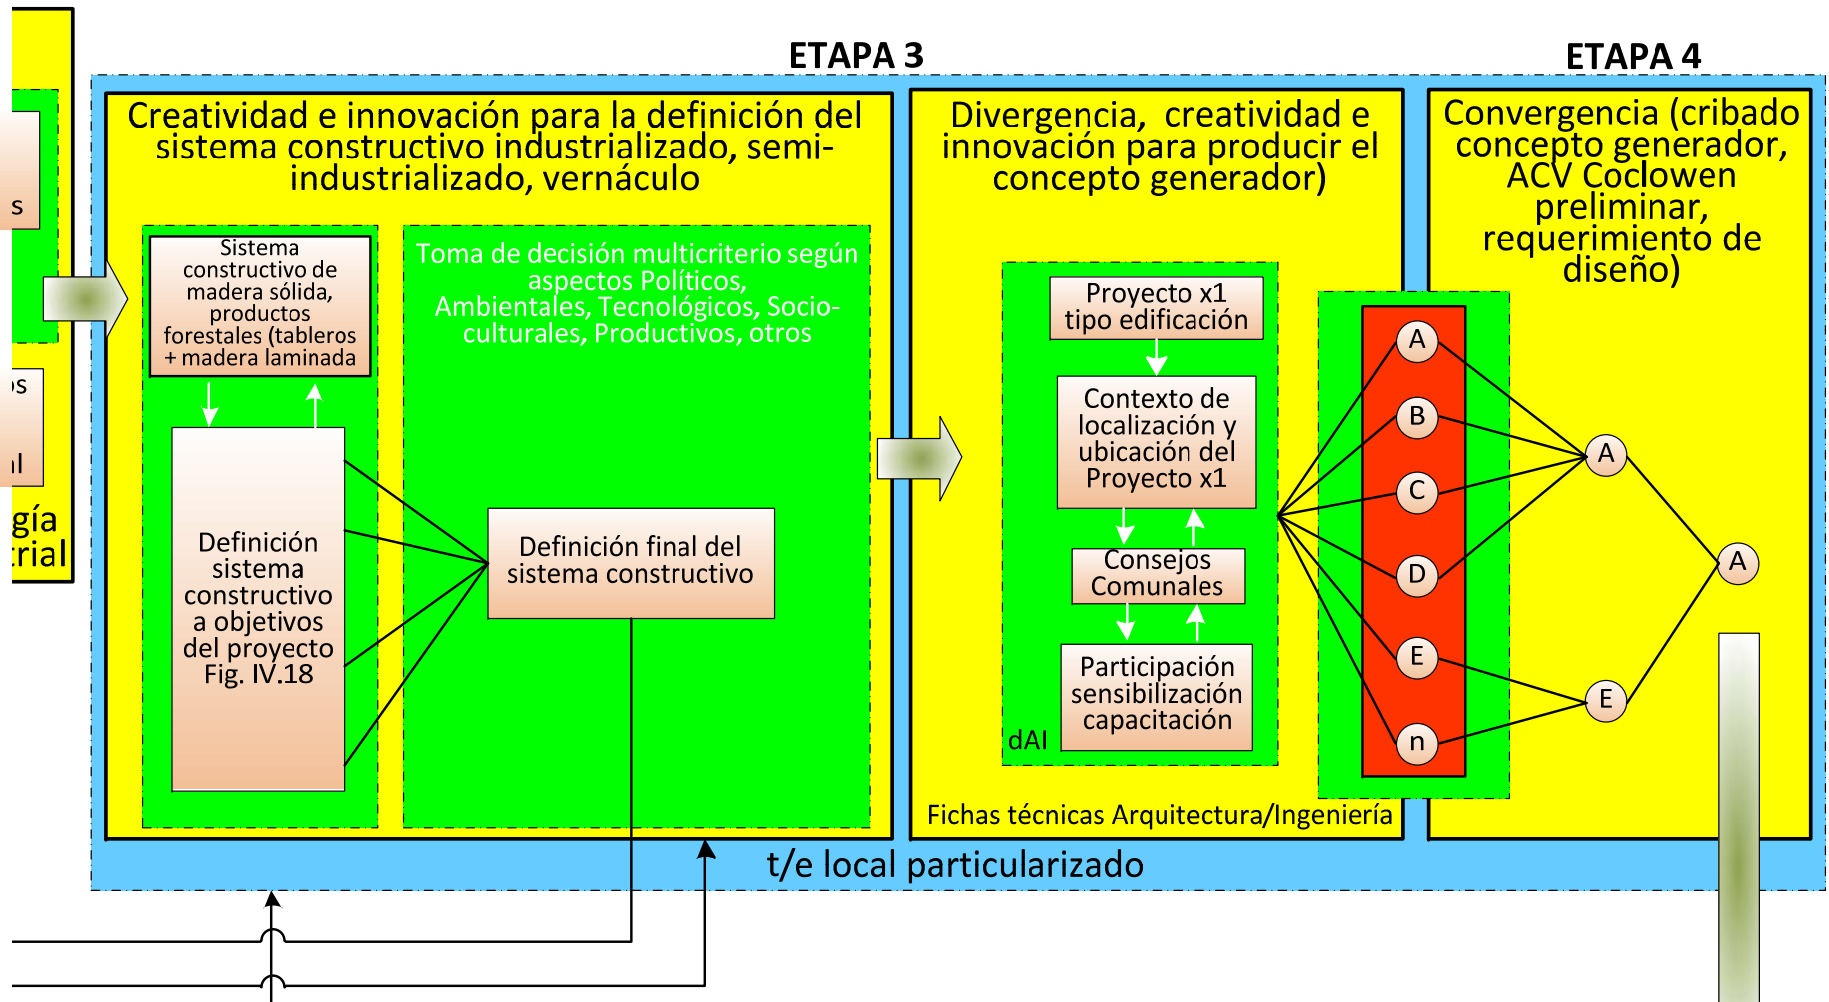 ETAPA 3
ETAPA 4
s
os
al
gía
trial
Creatividad e innovación para la definición del
sistema constructivo industrializado, semi-
industrializado, vernáculo
Sistema
constructivo de
madera sólida,
productos
forestales (tableros
+ madera laminada
Definición
sistema
constructivo
a objetivos
del proyecto
Fig. IV.18
Toma de decisión multicriterio según
aspectos Políticos,
Ambientales, Tecnológicos, Socio-
culturales, Productivos, otros
Definición final del
sistema constructivo
Divergencia, creatividad e
innovación para producir el
concepto generador)
Proyecto x1
tipo edificación
Contexto de
localización y
ubicación del
Proyecto x1
Consejos
Comunales
Participación
sensibilización
capacitación
dAI
Fichas técnicas Arquitectura/Ingeniería
Convergencia (cribado
concepto generador,
ACV Coclowen
preliminar,
requerimiento de
diseño)
A
B
C
D
E
n
A
E
A
t/e local particularizado